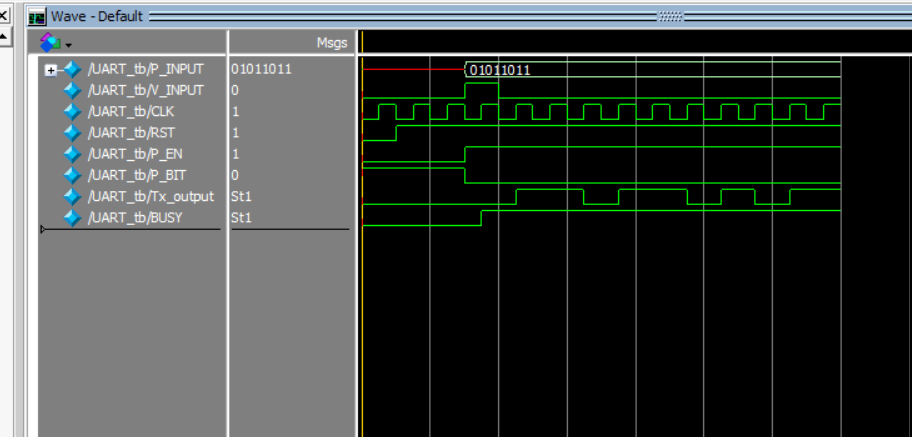 Wave - Default
Msgs
/UART_tb/P_INPUT 01011011 01011011
/UART_tb/V_INPUT 0
/UART_tb/CLK 1
/UART_tb/RST 1
/UART_tb/P_EN 1
/UART_tb/P_BIT 0
/UART_tb/Tx_output St1
/UART_tb/BUSY St1